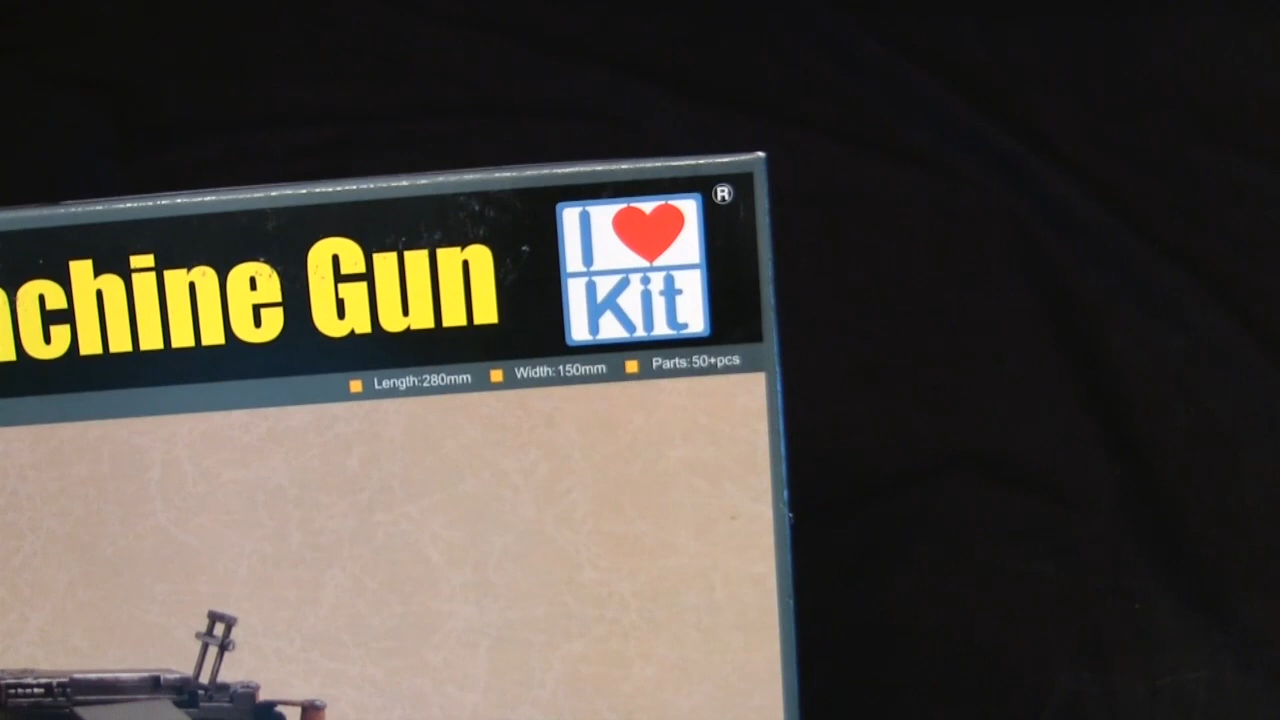 achine Gun
I ♥ Kit
®
Length:280mm Width:150mm Parts:50+pcs